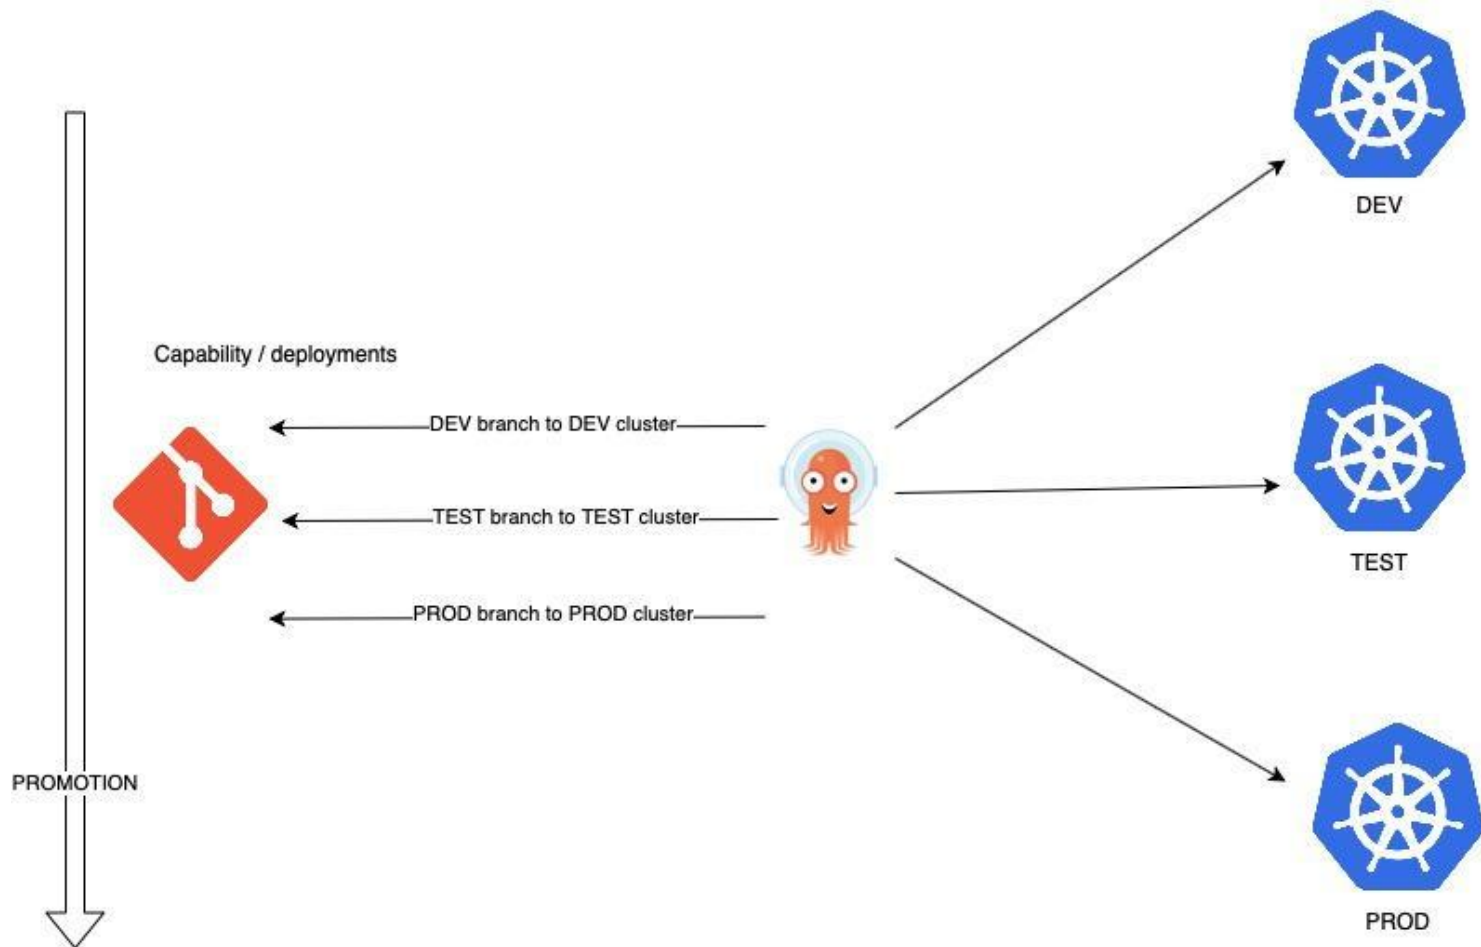 DEV
Capability / deployments
DEV branch to DEV cluster
TEST branch to TEST cluster
TEST
PROD branch to PROD cluster
PROMOTION
PROD